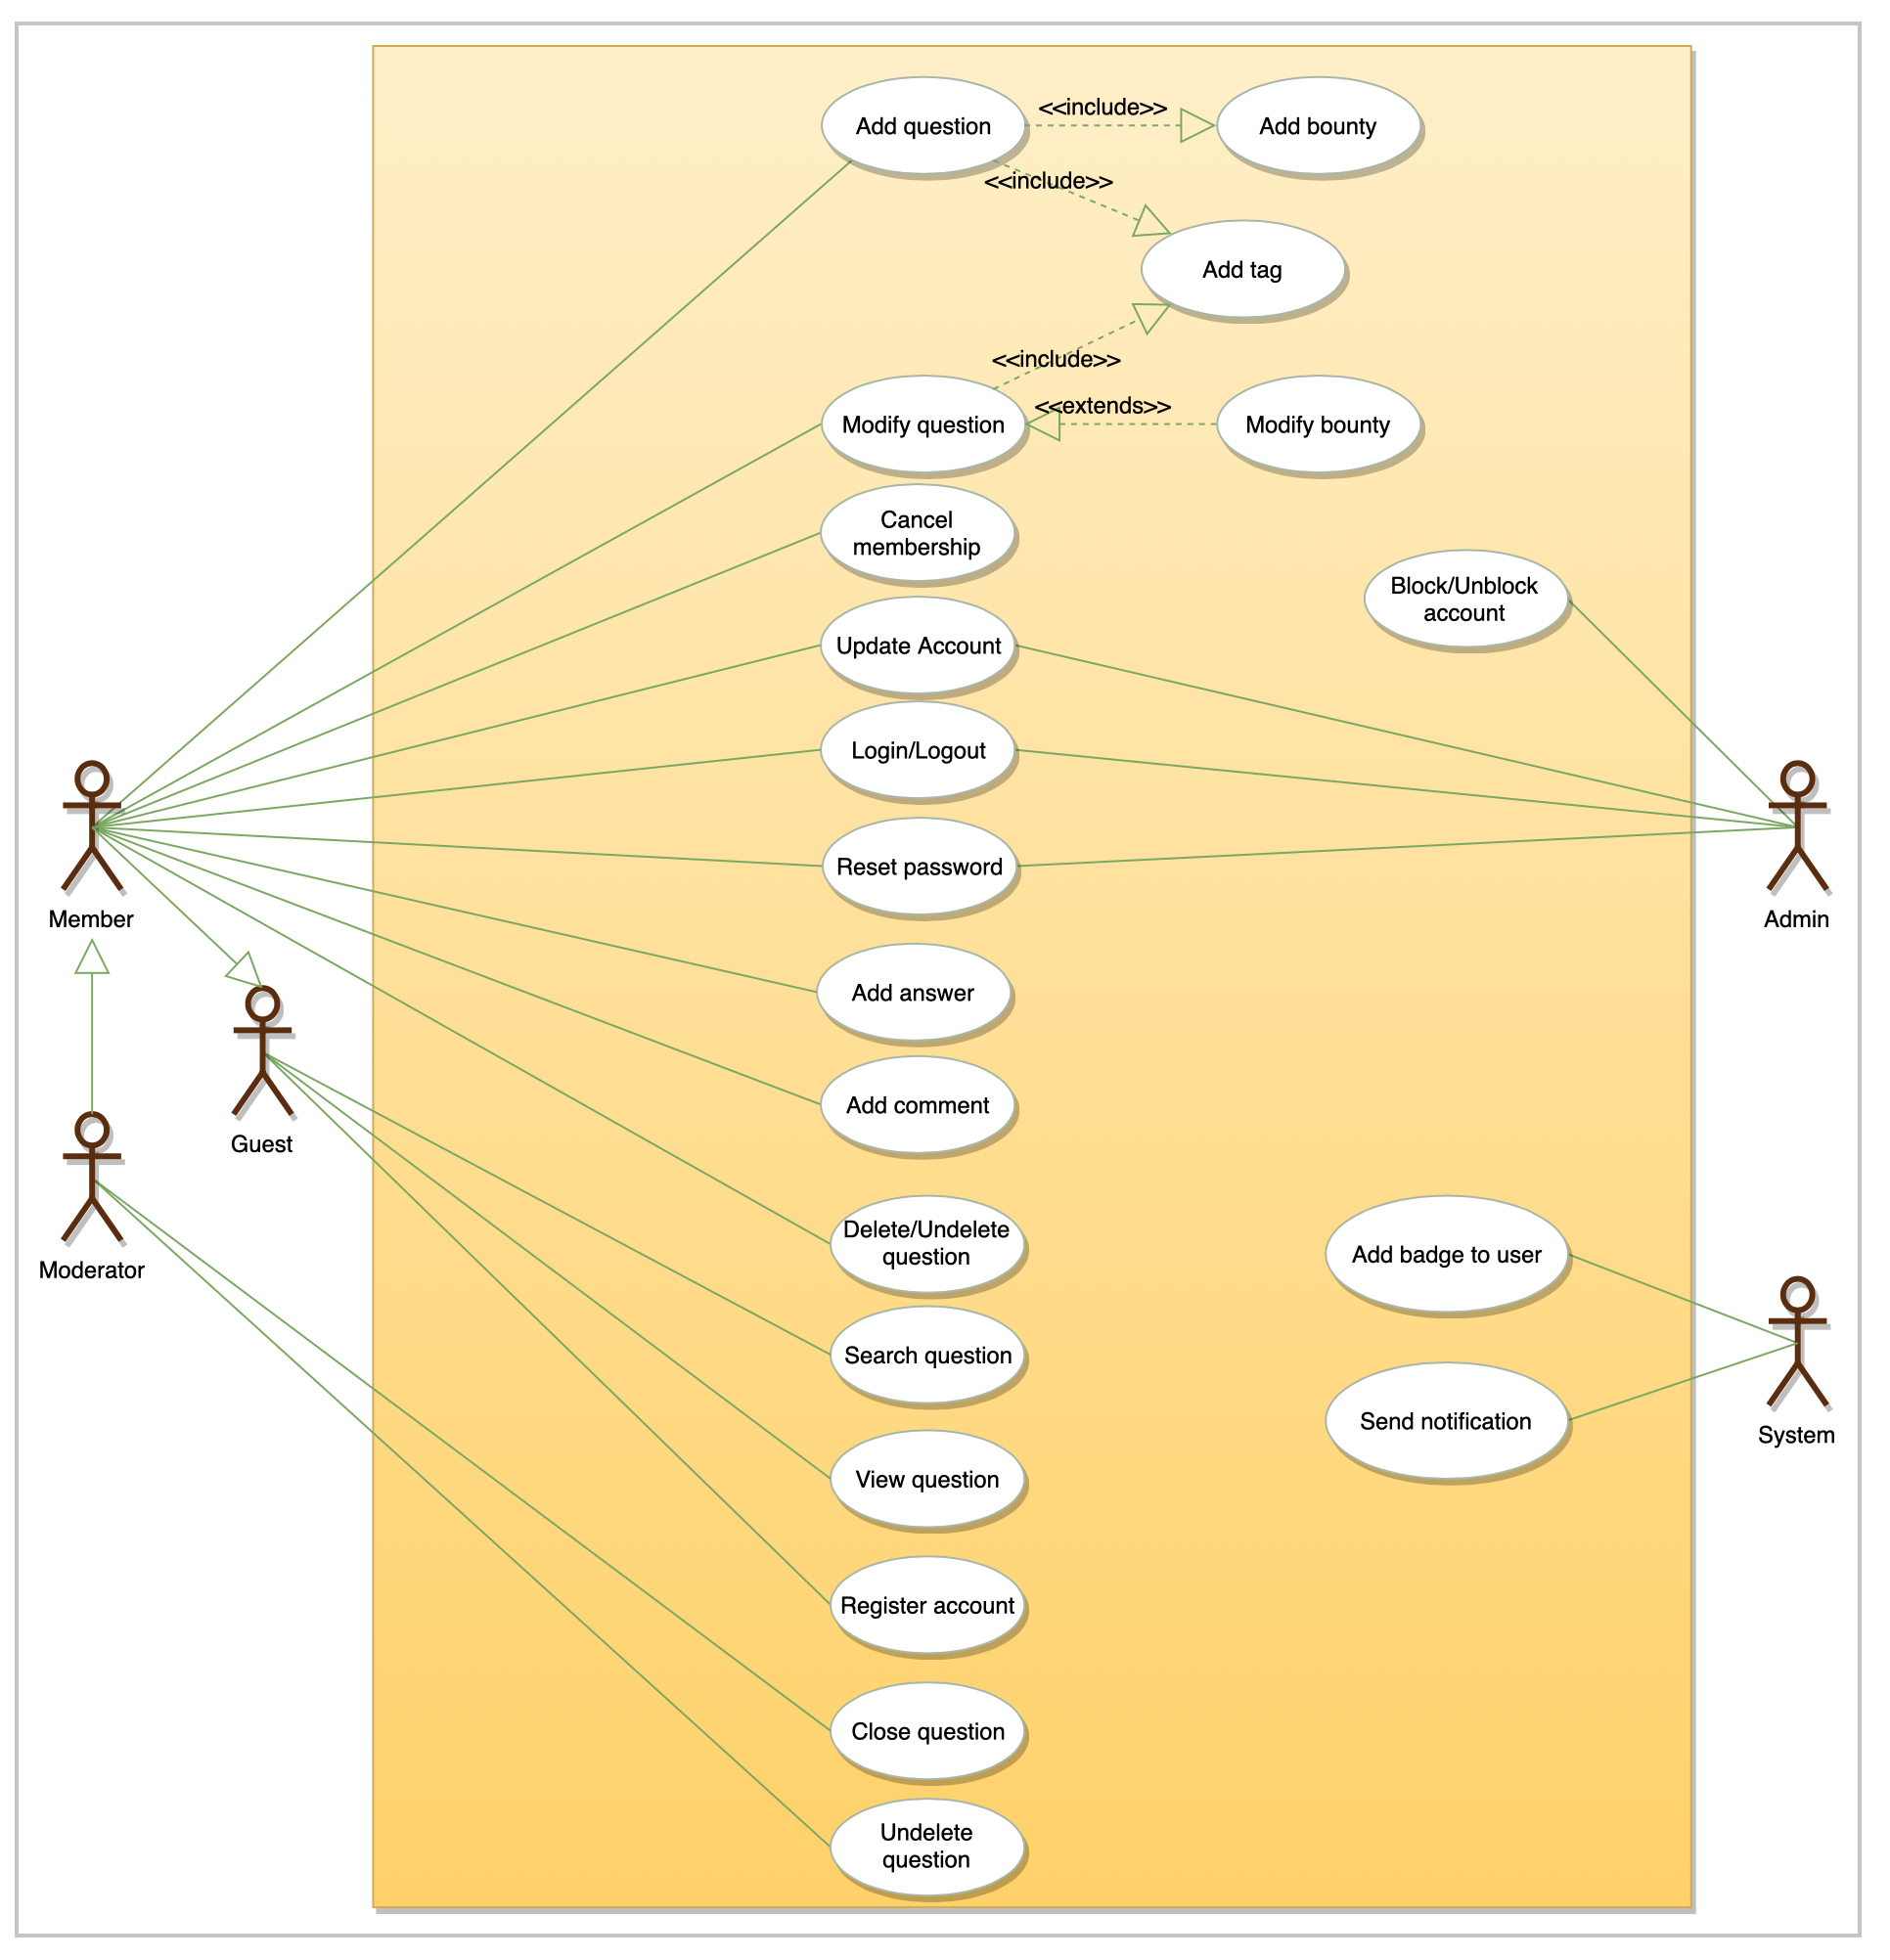 Add question
<<include>>
Add bounty
<<include>>
Add tag
<<include>>
<<extends>>
Modify question
Modify bounty
Cancel
membership
Block/Unblock
account
Update Account
Login/Logout
Reset password
Member
Admin
Add answer
Add comment
Guest
Moderator
Delete/Undelete
question
Add badge to user
Search question
Send notification
System
View question
Register account
Close question
Undelete
question